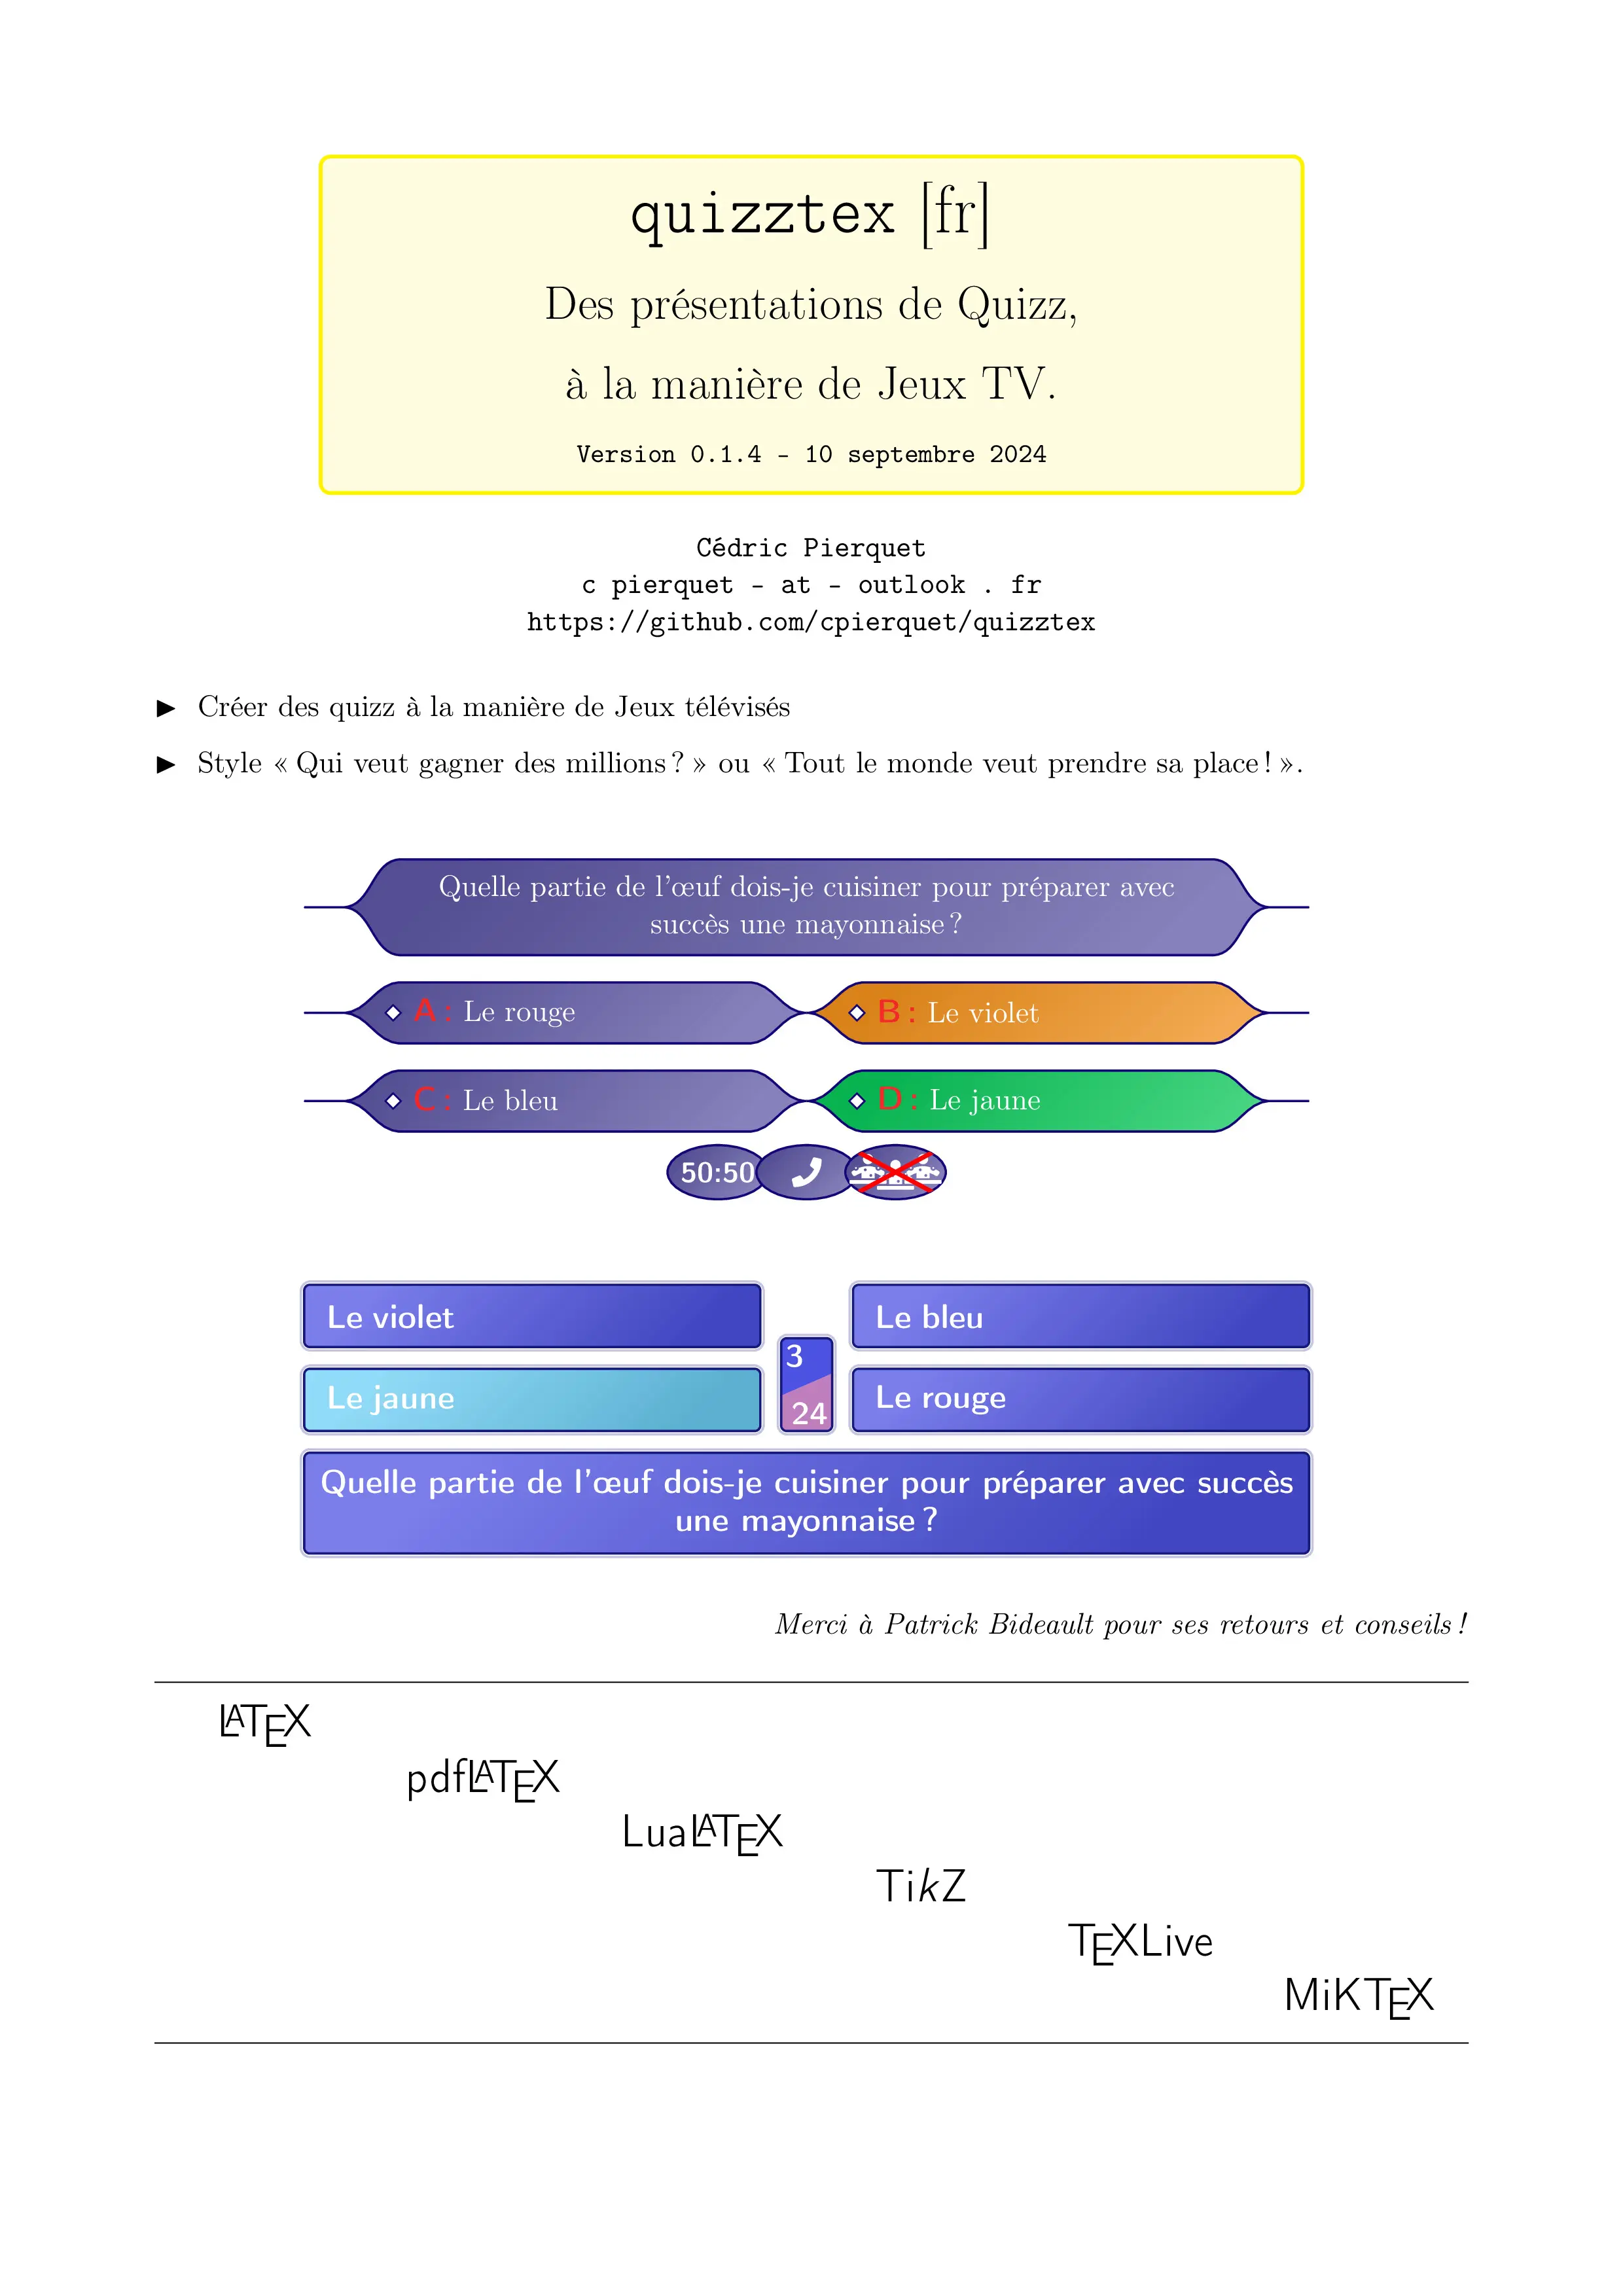 quizztex [fr]
Des présentations de Quizz,
à la manière de Jeux TV.
Version 0.1.4 - 10 septembre 2024
Cédric Pierquet
c pierquet - at - outlook . fr
https://github.com/cpierquet/quizztex
▶ Créer des quizz à la manière de Jeux télévisés
▶ Style « Qui veut gagner des millions ? » ou « Tout le monde veut prendre sa place ! ».
Quelle partie de l'œuf dois-je cuisiner pour préparer avec
succès une mayonnaise ?
A : Le rouge
B : Le violet
C : Le bleu
D : Le jaune
50:50
Le violet
Le bleu
3
Le jaune
Le rouge
24
Quelle partie de l'œuf dois-je cuisiner pour préparer avec succès
une mayonnaise ?
Merci à Patrick Bideault pour ses retours et conseils !
LATEX
pdfLATEX
LuaLATEX
TikZ
TEXLive
MiKTEX